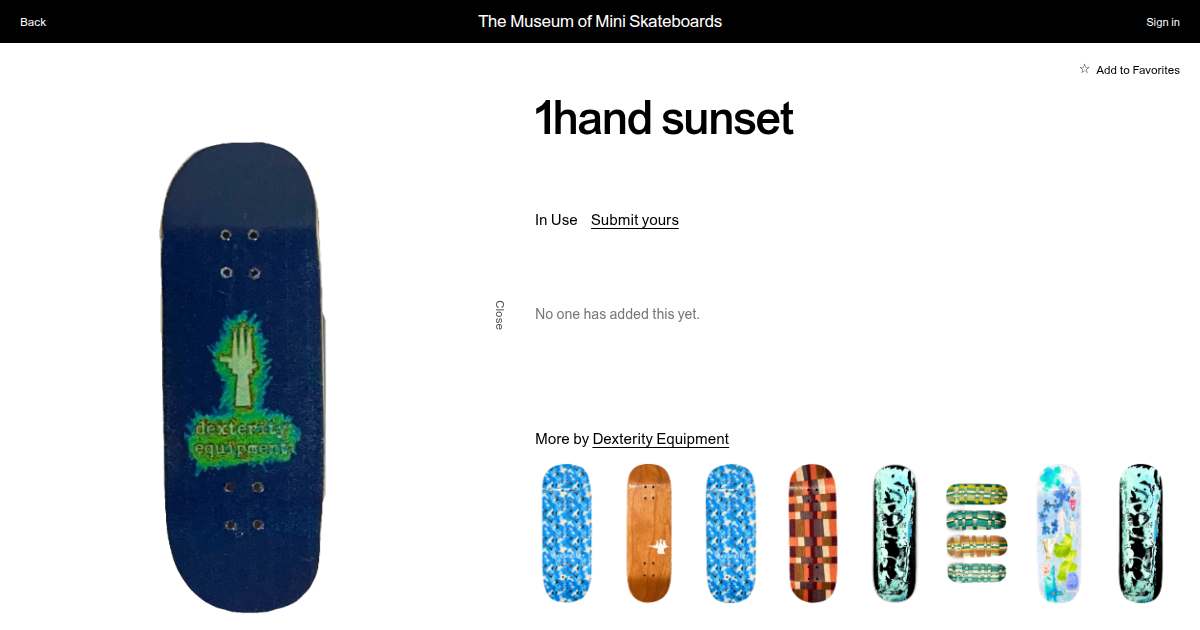 Back
The Museum of Mini Skateboards
Sign in
☆ Add to Favorites
1hand sunset
In Use Submit yours
Close
No one has added this yet.
dexterity
equipment
More by Dexterity Equipment